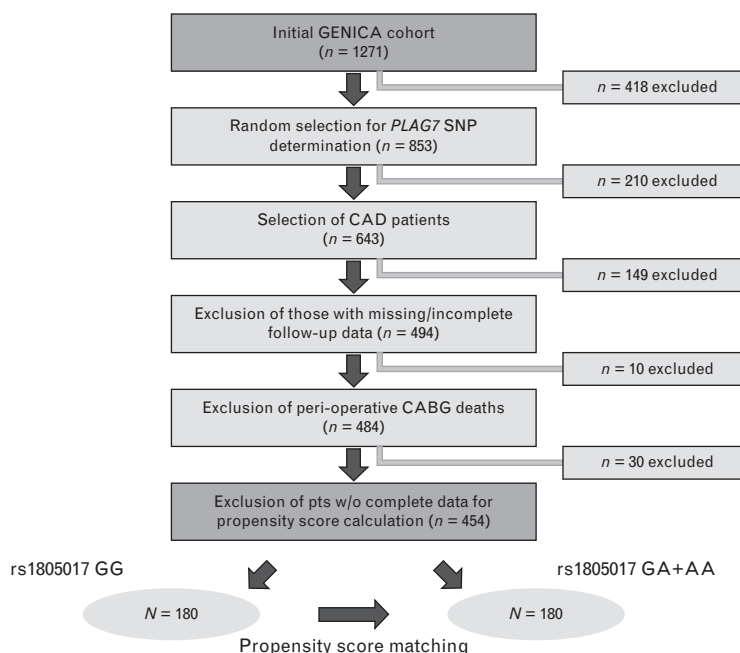 Initial GENICA cohort
(n = 1271)
n = 418 excluded
Random selection for PLAG7 SNP
determination (n = 853)
n = 210 excluded
Selection of CAD patients
(n = 643)
n = 149 excluded
Exclusion of those with missing/incomplete
follow-up data (n = 494)
n = 10 excluded
Exclusion of peri-operative CABG deaths
(n = 484)
n = 30 excluded
Exclusion of pts w/o complete data for
propensity score calculation (n = 454)
rs1805017 GG
rs1805017 GA+AA
N = 180
N = 180
Propensity score matching